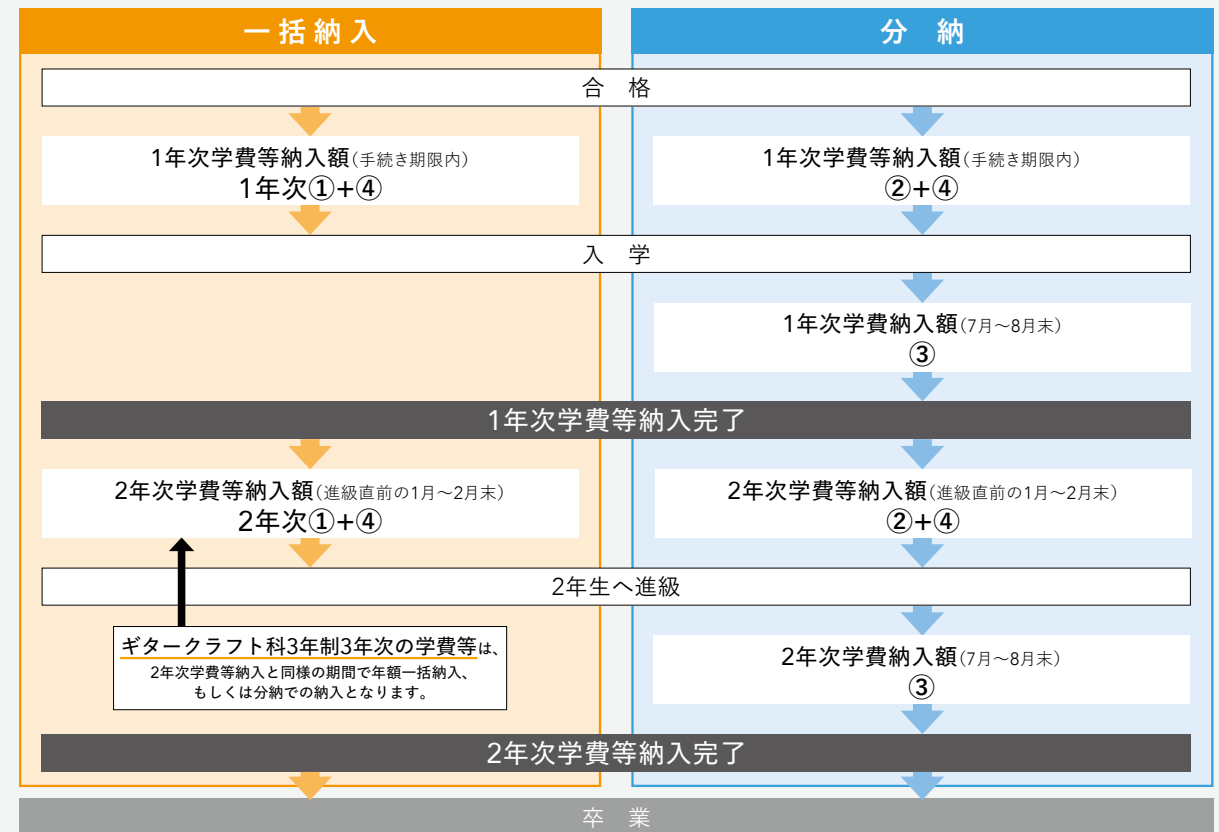 一括納入
分　納
合　格
1年次学費等納入額(手続き期限内)
1年次①+④
1年次学費等納入額(手続き期限内)
②+④
入　学
1年次学費納入額(7月〜8月末)
③
1年次学費等納入完了
2年次学費等納入額(進級直前の1月〜2月末)
2年次①+④
2年次学費等納入額(進級直前の1月〜2月末)
②+④
2年生へ進級
ギタークラフト科3年制3年次の学費等は、
2年次学費等納入と同様の期間で年額一括納入、
もしくは分納での納入となります。
2年次学費納入額(7月〜8月末)
③
2年次学費等納入完了
卒　業